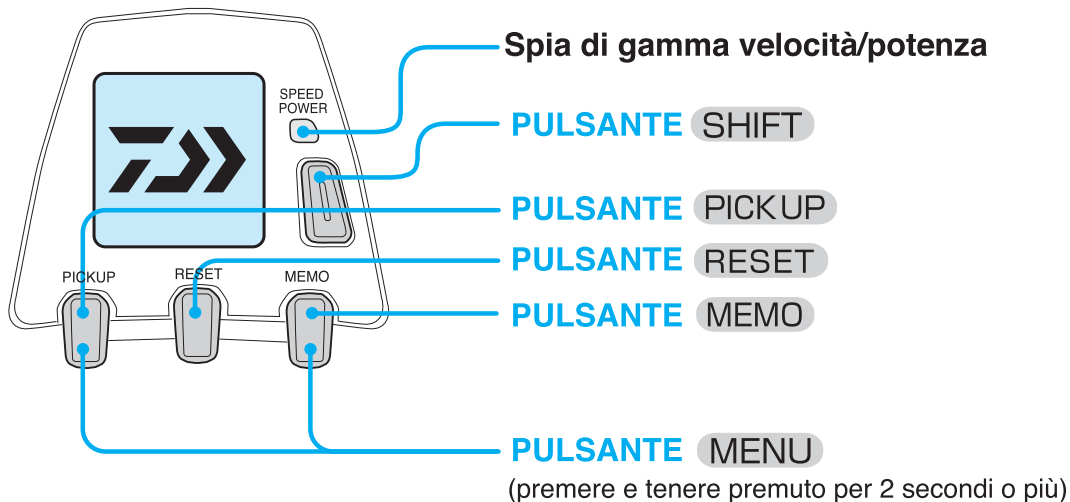 Spia di gamma velocità/potenza
SPEED
POWER
PULSANTE SHIFT
PULSANTE PICKUP
PULSANTE RESET
PICKUP
RESET
MEMO
PULSANTE MEMO
PULSANTE MENU
(premere e tenere premuto per 2 secondi o più)